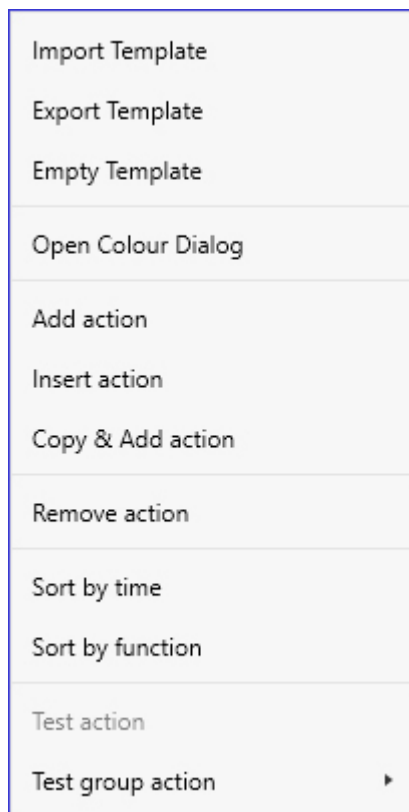 Import Template
Export Template
Empty Template
Open Colour Dialog
Add action
Insert action
Copy & Add action
Remove action
Sort by time
Sort by function
Test action
Test group action